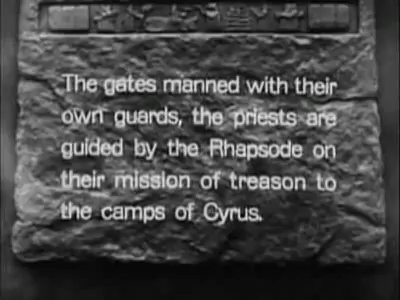 The gates manned with their
own guards, the priests are
guided by the Rhapsode on
their mission of treason to
the camps of Cyrus.